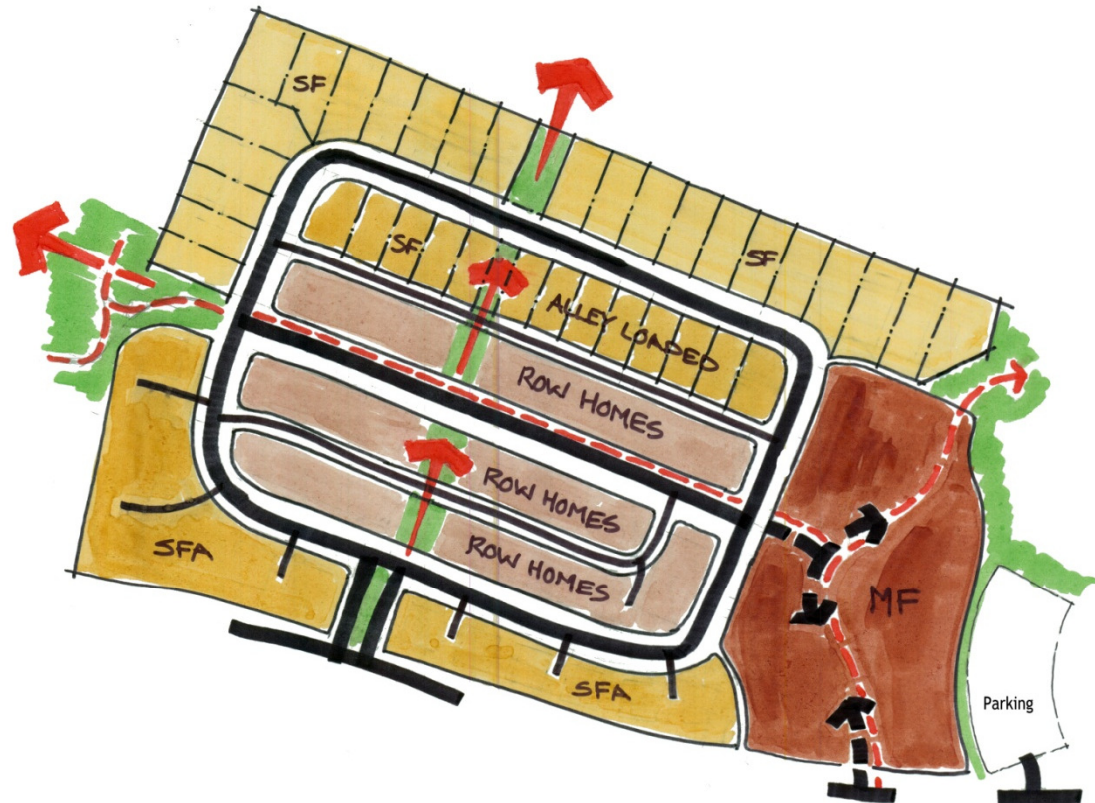 SF
SF
SF
ALLEY LOADED
ROW HOMES
ROW HOMES
ROW HOMES
SFA
SFA
MF
Parking